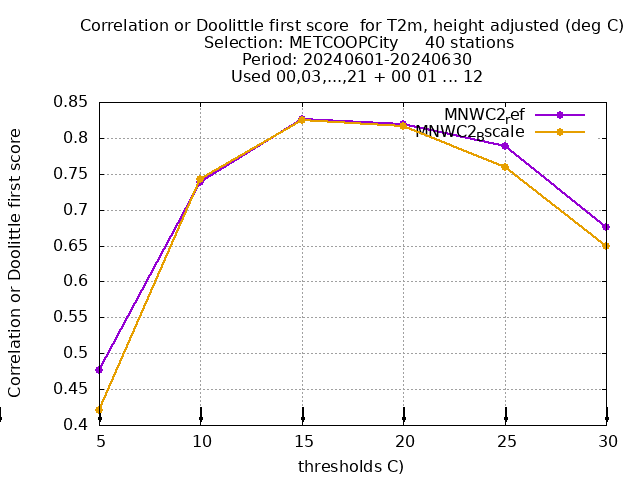 Correlation or Doolittle first score  for T2m, height adjusted (deg C)
Selection: METCOOPCity     40 stations
Period: 20240601-20240630
Used 00,03,...,21 + 00 01 ... 12
Correlation or Doolittle first score
0.85
0.8
0.75
0.7
0.65
0.6
0.55
0.5
0.45
0.4
MNWC2_ref
MNWC2_Bscale
5
10
15
20
25
30
thresholds C)